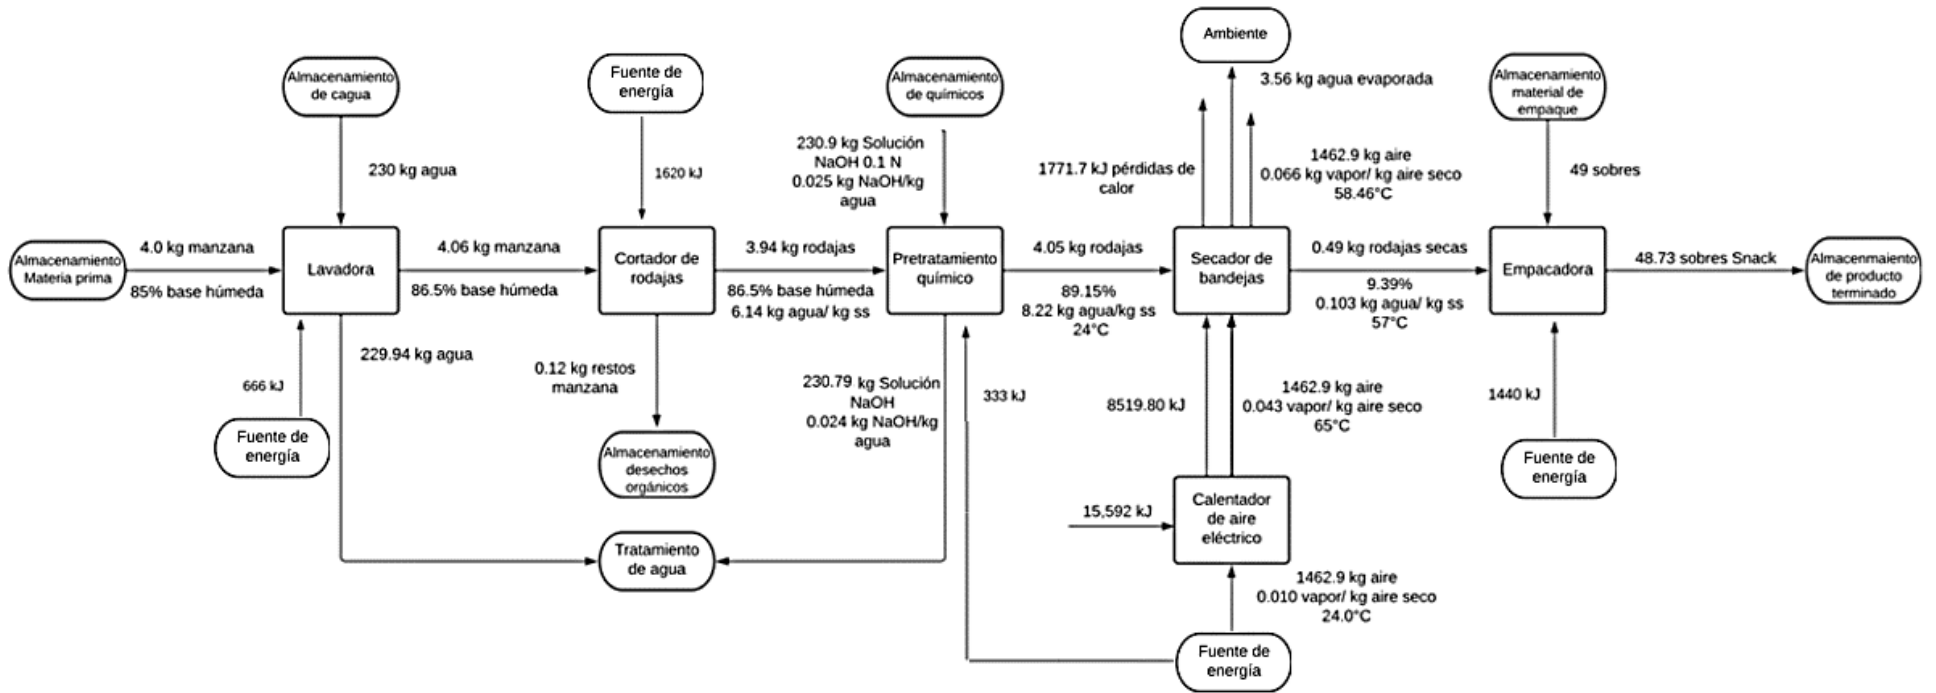 Almacenamiento
de cagua
Fuente de
energía
Almacenamiento
de químicos
Ambiente
Almacenamiento
material de
empaque
3.56 kg agua evaporada
230 kg agua
1620 kJ
230.9 kg Solución
NaOH 0.1 N
0.025 kg NaOH/kg
agua
1771.7 kJ pérdidas de
calor
1462.9 kg aire
0.066 kg vapor/ kg aire seco
58.46°C
49 sobres
Almacenamiento
Materia prima
4.0 kg manzana
85% base húmeda
Lavadora
4.06 kg manzana
86.5% base húmeda
Cortador de
rodajas
3.94 kg rodajas
86.5% base húmeda
6.14 kg agua/ kg ss
Pretratamiento
químico
4.05 kg rodajas
89.15%
8.22 kg agua/kg ss
24°C
Secador de
bandejas
0.49 kg rodajas secas
9.39%
0.103 kg agua/ kg ss
57°C
Empacadora
48.73 sobres Snack
Almacenmaiento
de producto
terminado
229.94 kg agua
666 kJ
Fuente de
energía
0.12 kg restos
manzana
Almacenamiento
desechos
orgánicos
230.79 kg Solución
NaOH
0.024 kg NaOH/kg
agua
333 kJ
8519.80 kJ
1462.9 kg aire
0.043 vapor/ kg aire seco
65°C
1440 kJ
Fuente de
energía
15,592 kJ
Calentador
de aire
eléctrico
Tratamiento
de agua
1462.9 kg aire
0.010 vapor/ kg aire seco
24.0°C
Fuente de
energía